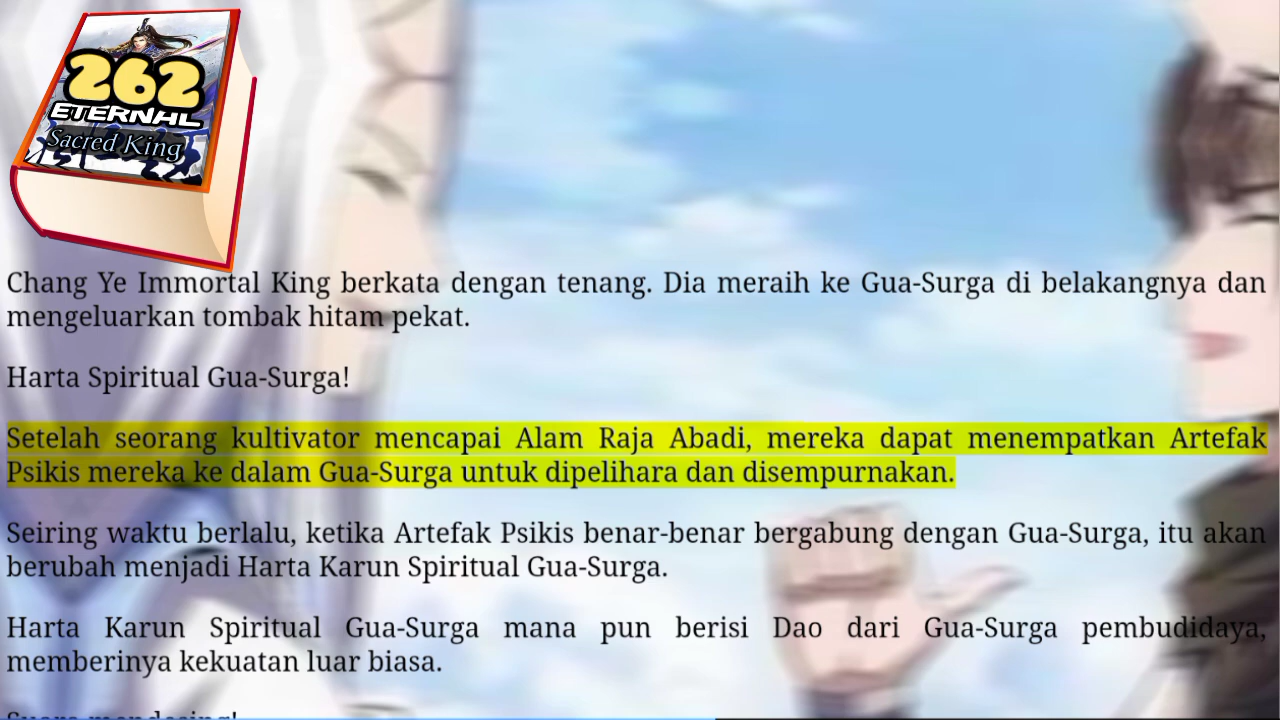 262
ETERNAL
Sacred King
Chang Ye Immortal King berkata dengan tenang. Dia meraih ke Gua-Surga di belakangnya dan
mengeluarkan tombak hitam pekat.
Harta Spiritual Gua-Surga!
Setelah seorang kultivator mencapai Alam Raja Abadi, mereka dapat menempatkan Artefak
Psikis mereka ke dalam Gua-Surga untuk dipelihara dan disempurnakan.
Seiring waktu berlalu, ketika Artefak Psikis benar-benar bergabung dengan Gua-Surga, itu akan
berubah menjadi Harta Karun Spiritual Gua-Surga.
Harta Karun Spiritual Gua-Surga mana pun berisi Dao dari Gua-Surga pembudidaya,
memberinya kekuatan luar biasa.
Suara mendesing!